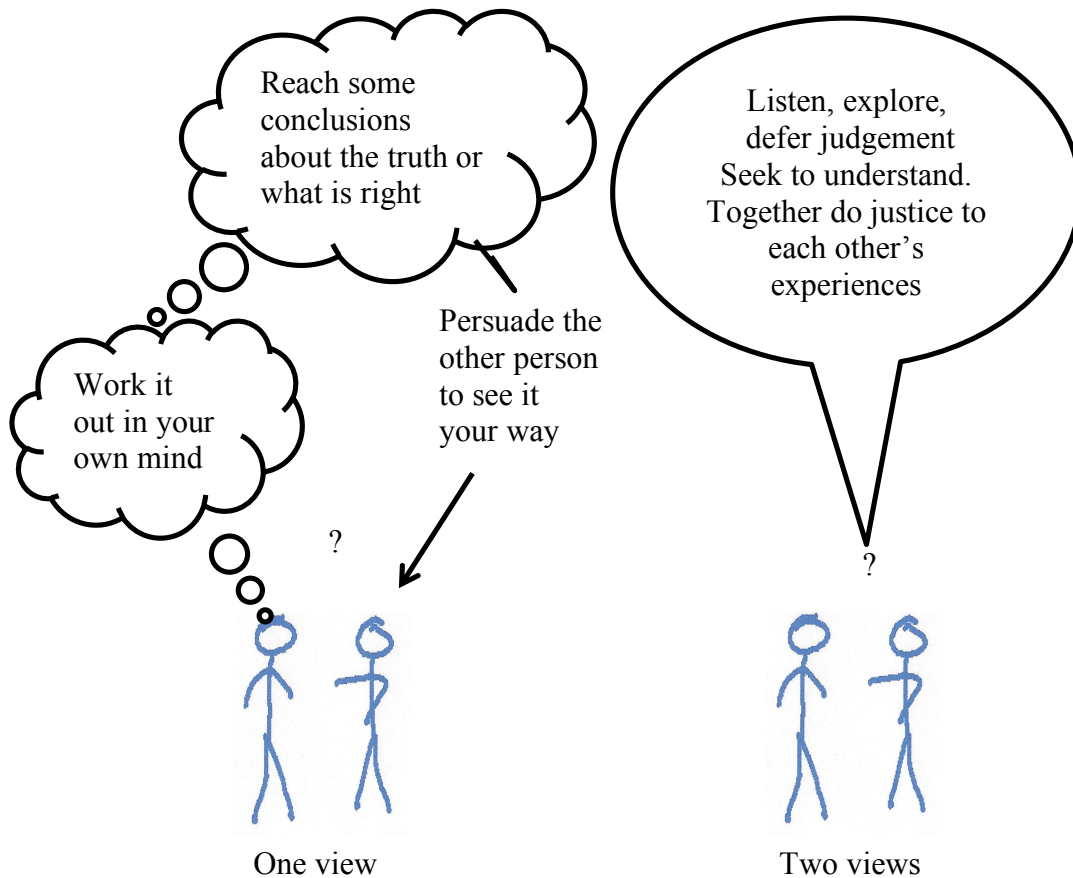 Reach some
conclusions
about the truth or
what is right
Work it
out in your
own mind
Persuade the
other person
to see it
your way
?
One view
Listen, explore,
defer judgement
Seek to understand.
Together do justice to
each other's
experiences
?
Two views